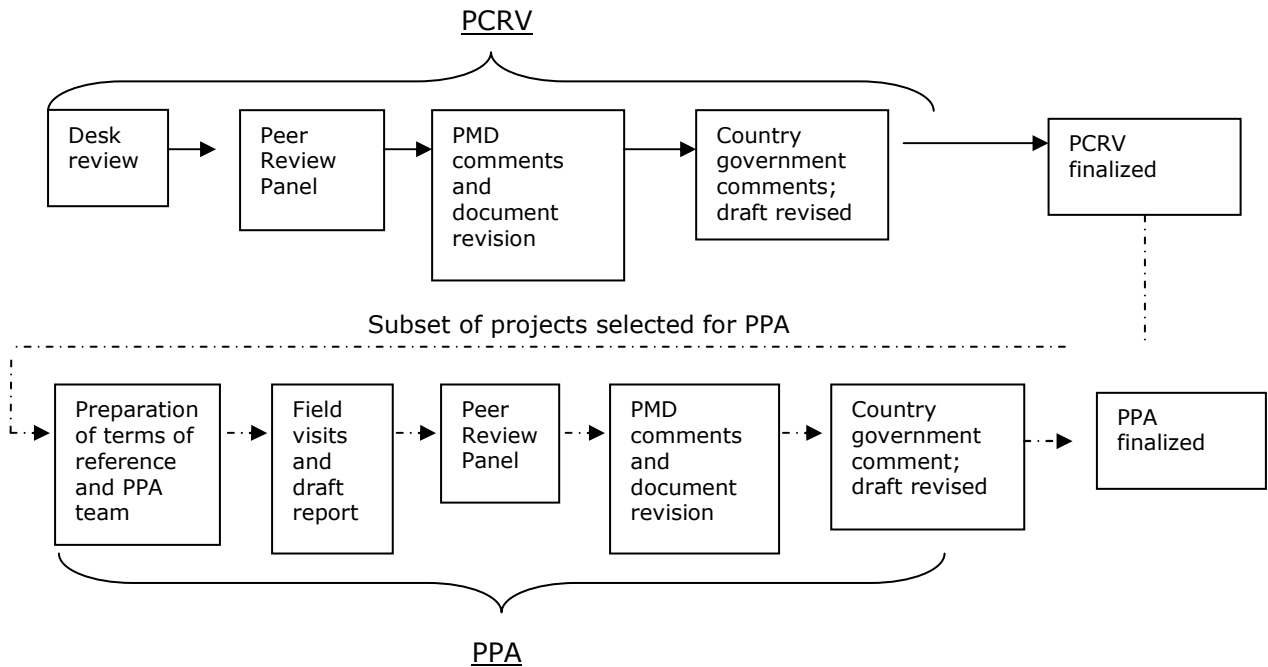 PCRV
Desk
review
Peer
Review
Panel
PMD
comments
and
document
revision
Country
government
comments;
draft revised
PCRV
finalized
Subset of projects selected for PPA
Preparation
of terms of
reference
and PPA
team
Field
visits
and
draft
report
Peer
Review
Panel
PMD
comments
and
document
revision
Country
government
comment;
draft revised
PPA
finalized
PPA